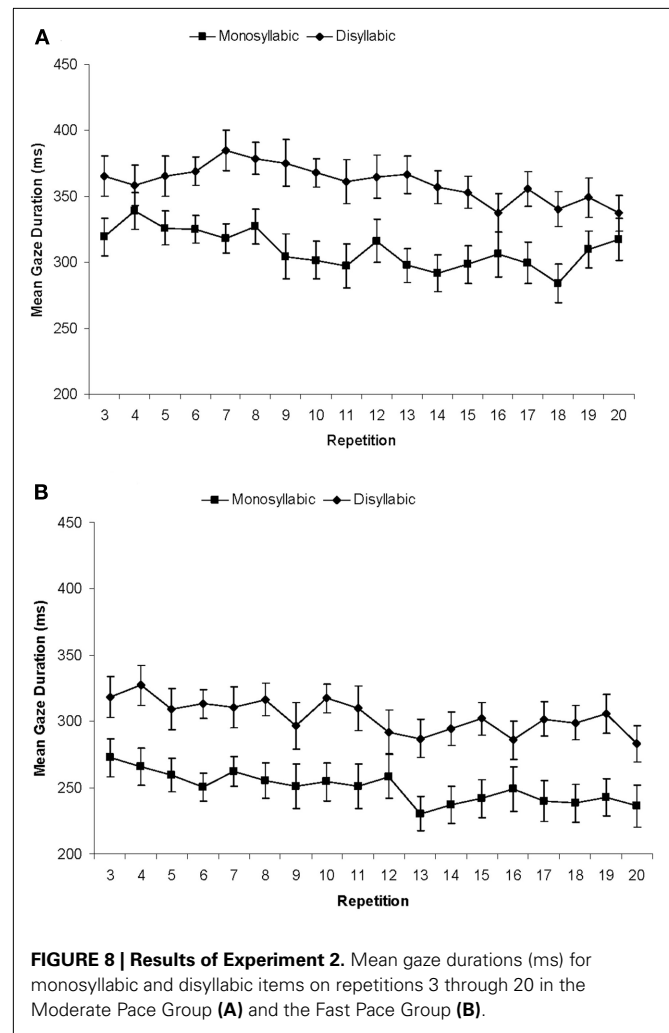 A
Monosyllabic Disyllabic
450
400
350
300
250
200
Mean Gaze Duration (ms)
3 4 5 6 7 8 9 10 11 12 13 14 15 16 17 18 19 20
Repetition
B
Monosyllabic Disyllabic
450
400
350
300
250
200
Mean Gaze Duration (ms)
3 4 5 6 7 8 9 10 11 12 13 14 15 16 17 18 19 20
Repetition
FIGURE 8 | Results of Experiment 2. Mean gaze durations (ms) for
monosyllabic and disyllabic items on repetitions 3 through 20 in the
Moderate Pace Group (A) and the Fast Pace Group (B).